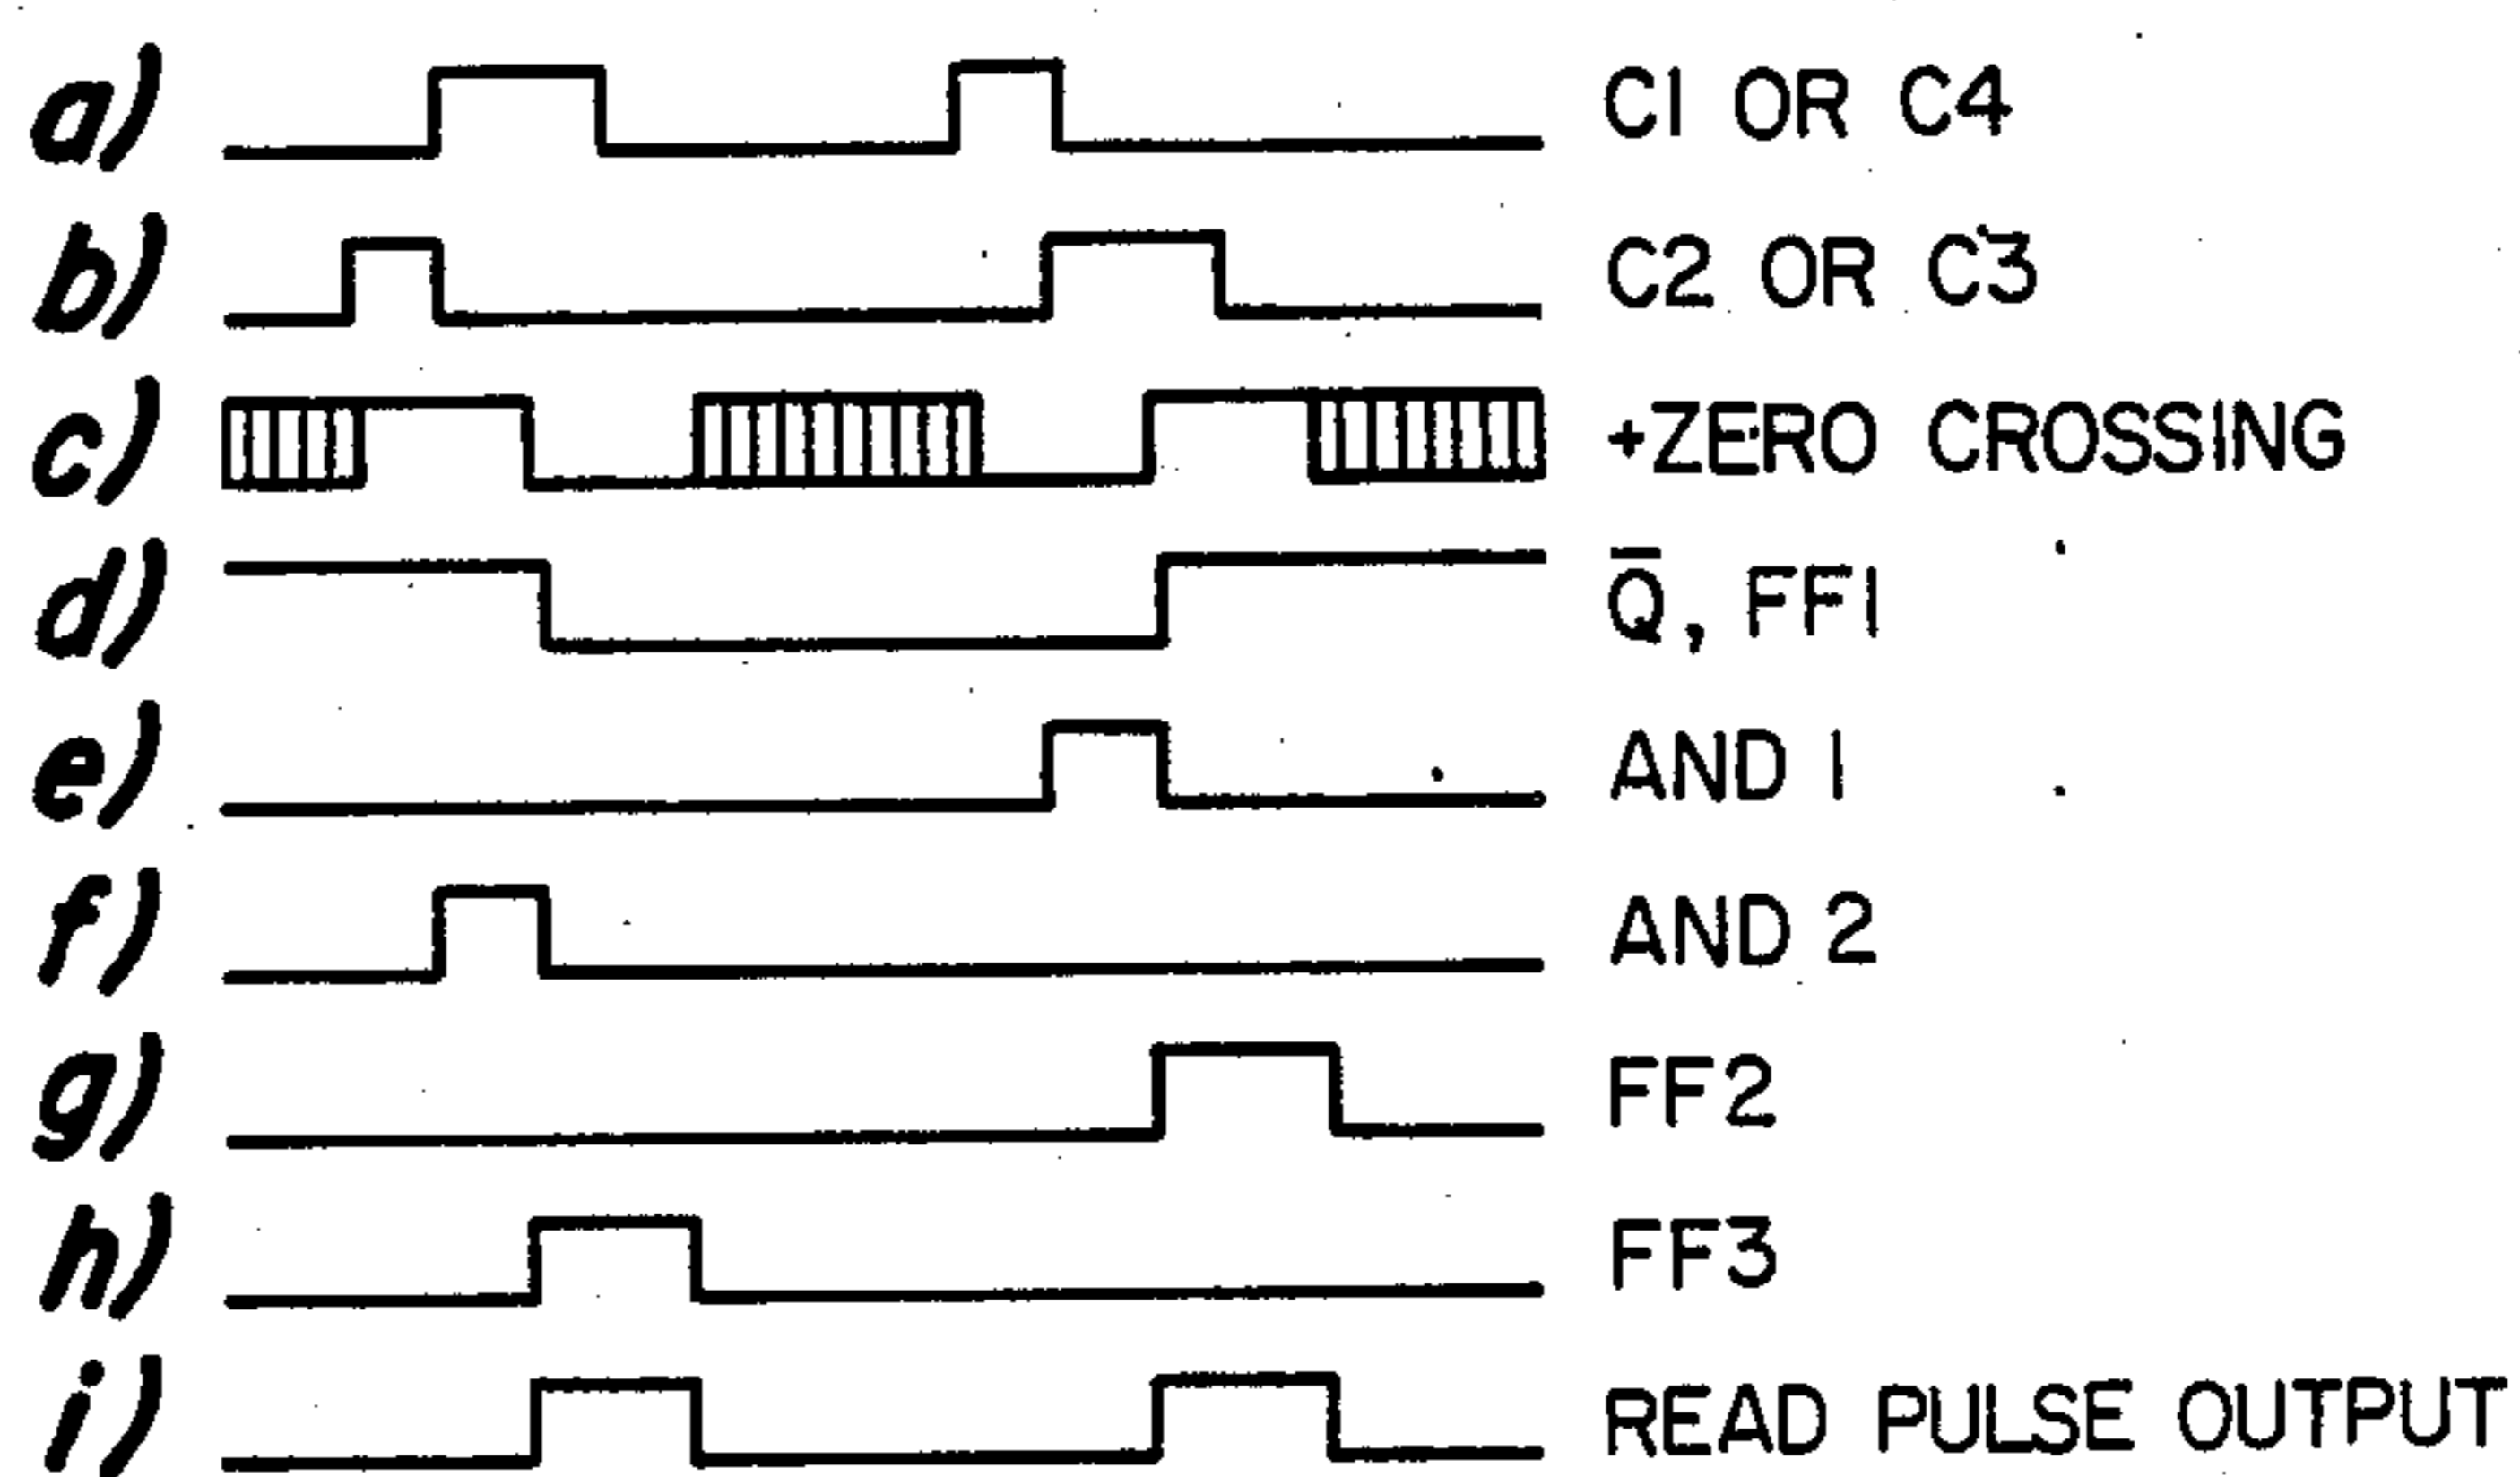 a) C1 OR C4
b) C2 OR C3
c) +ZERO CROSSING
d) Q̅, FF1
e) AND 1
f) AND 2
g) FF2
h) FF3
i) READ PULSE OUTPUT